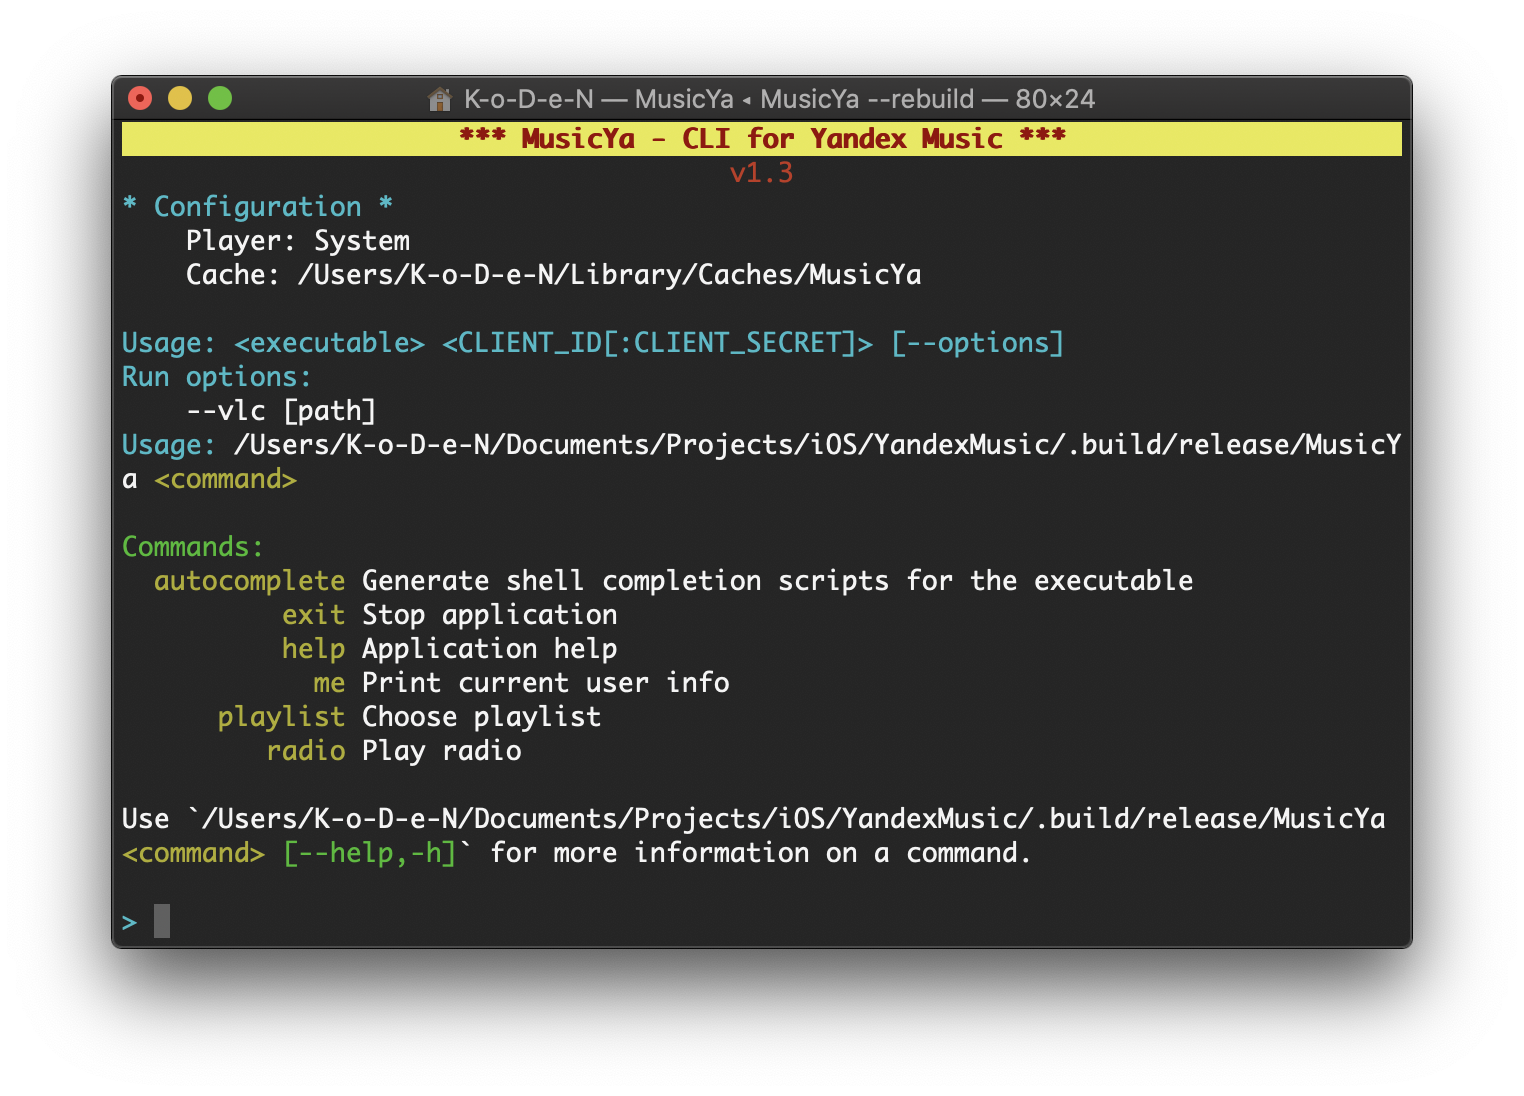 K-o-D-e-N — MusicYa ◂ MusicYa --rebuild — 80×24
*** MusicYa - CLI for Yandex Music ***
v1.3
* Configuration *
Player: System
Cache: /Users/K-o-D-e-N/Library/Caches/MusicYa
Usage: <executable> <CLIENT_ID[:CLIENT_SECRET]> [--options]
Run options:
--vlc [path]
Usage: /Users/K-o-D-e-N/Documents/Projects/iOS/YandexMusic/.build/release/MusicY
a <command>
Commands:
autocomplete Generate shell completion scripts for the executable
exit Stop application
help Application help
me Print current user info
playlist Choose playlist
radio Play radio
Use `/Users/K-o-D-e-N/Documents/Projects/iOS/YandexMusic/.build/release/MusicYa
<command> [--help,-h]` for more information on a command.
>